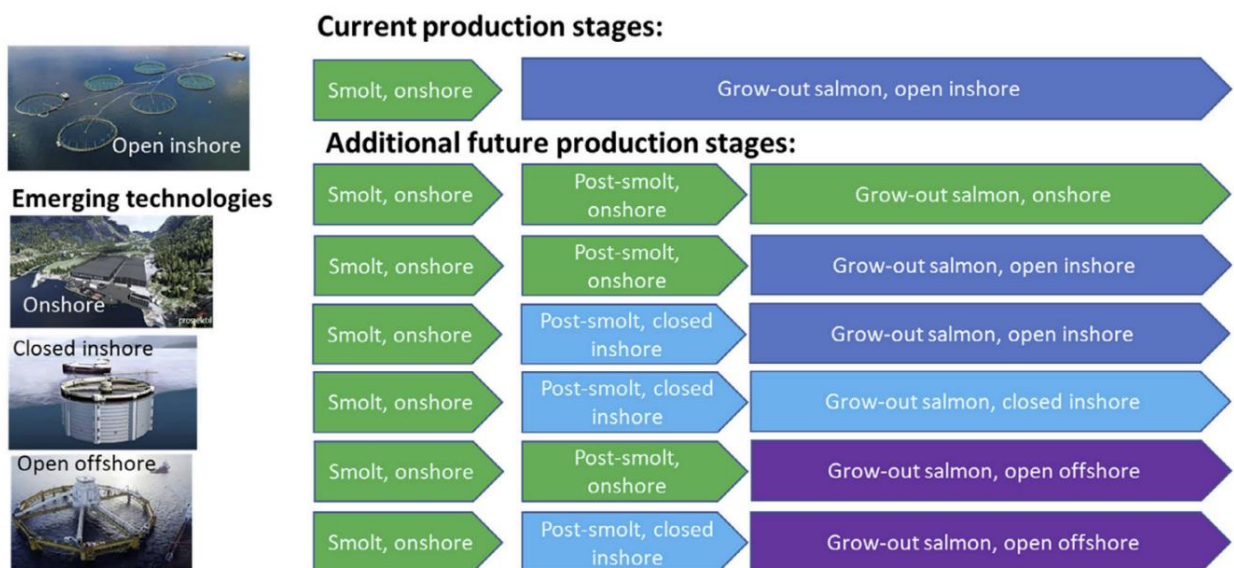 Current production stages:
Open inshore
Smolt, onshore
Grow-out salmon, open inshore
Additional future production stages:
Emerging technologies
Onshore
Closed inshore
Open offshore
Smolt, onshore
Post-smolt,
onshore
Grow-out salmon, onshore
Smolt, onshore
Post-smolt,
onshore
Grow-out salmon, open inshore
Smolt, onshore
Post-smolt, closed
inshore
Grow-out salmon, open inshore
Smolt, onshore
Post-smolt, closed
inshore
Grow-out salmon, closed inshore
Smolt, onshore
Post-smolt,
onshore
Grow-out salmon, open offshore
Smolt, onshore
Post-smolt, closed
inshore
Grow-out salmon, open offshore